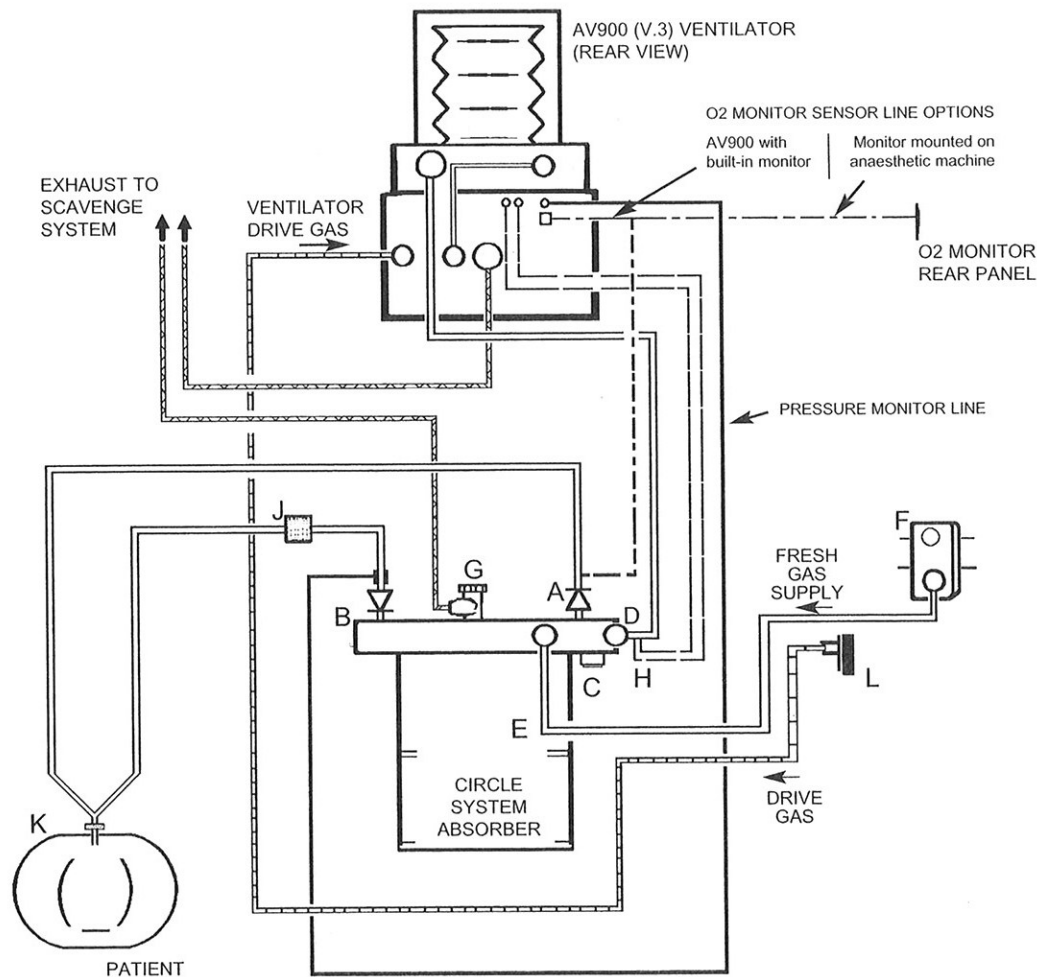 AV900 (V.3) VENTILATOR
(REAR VIEW)
O2 MONITOR SENSOR LINE OPTIONS
AV900 with
built-in monitor
Monitor mounted on
anaesthetic machine
EXHAUST TO
SCAVENGE
SYSTEM
VENTILATOR
DRIVE GAS
O2 MONITOR
REAR PANEL
PRESSURE MONITOR LINE
J
F
FRESH
GAS
SUPPLY
G
A
B
D
C
H
L
E
DRIVE
GAS
CIRCLE
SYSTEM
ABSORBER
K
PATIENT